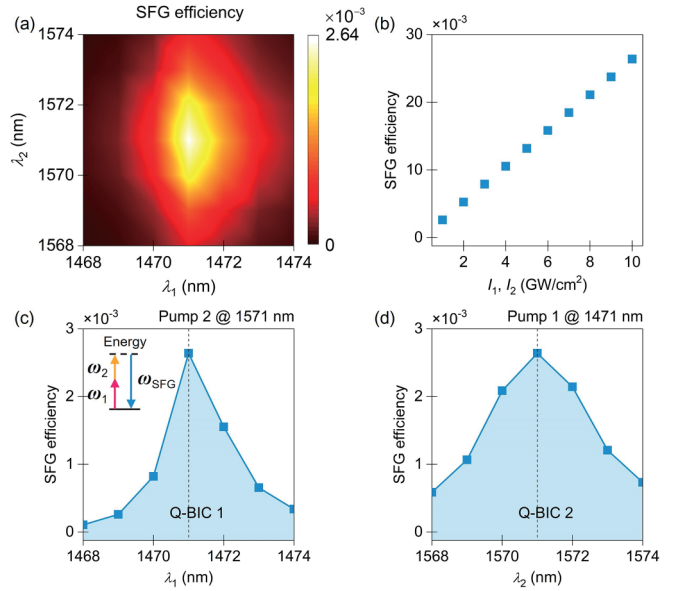 (a)
SFG efficiency
×10⁻³
2.64
0
1574
1572
1570
1568
λ₂ (nm)
1468
1470
1472
1474
λ₁ (nm)
(b)
×10⁻³
30
20
10
0
SFG efficiency
2
4
6
8
10
I₁, I₂ (GW/cm²)
(c)
×10⁻³
Pump 2 @ 1571 nm
3
2
1
0
SFG efficiency
Energy
ω₂
ω₁
ω_SFG
Q-BIC 1
1468
1470
1472
1474
λ₁ (nm)
(d)
×10⁻³
Pump 1 @ 1471 nm
3
2
1
0
SFG efficiency
Q-BIC 2
1568
1570
1572
1574
λ₂ (nm)